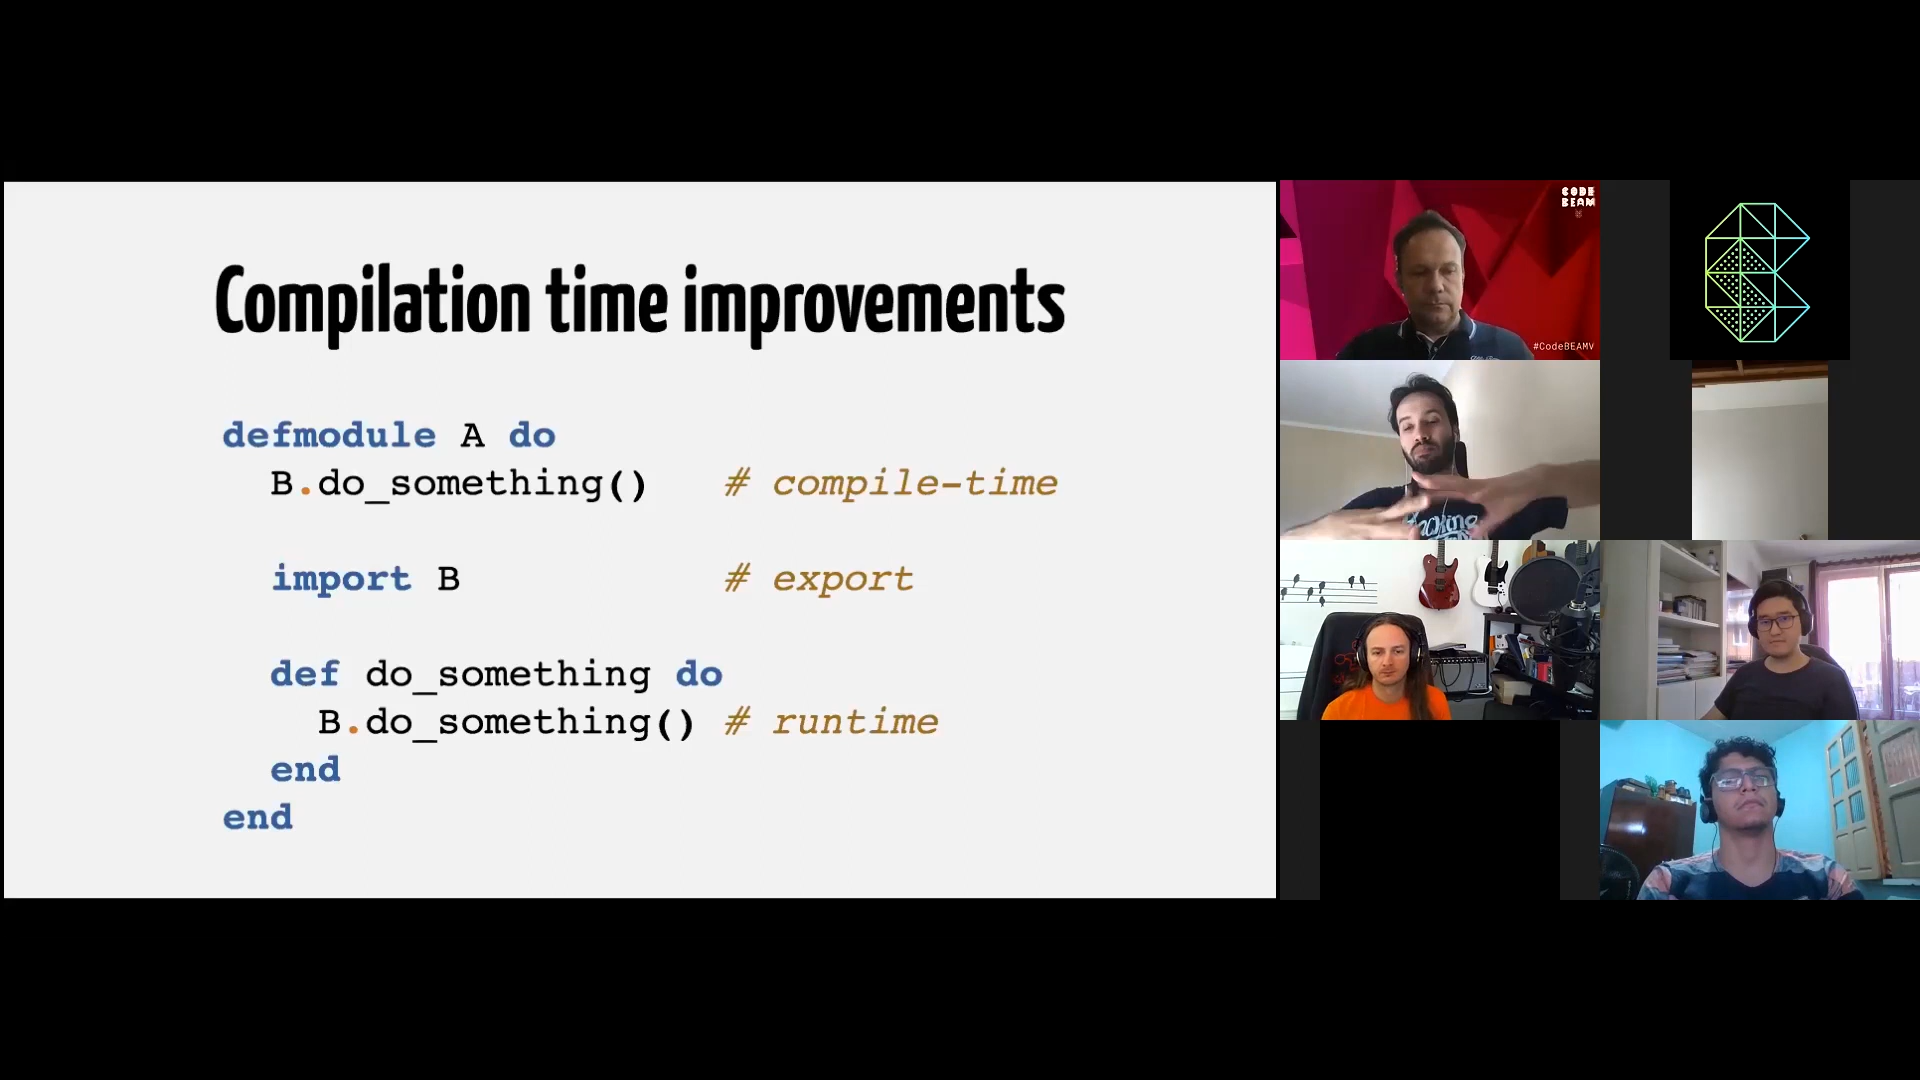 Compilation time improvements
defmodule A do
B.do_something() # compile-time
import B # export
def do_something do
B.do_something() # runtime
end
end
CODE
BEAM
#CodeBEAMV